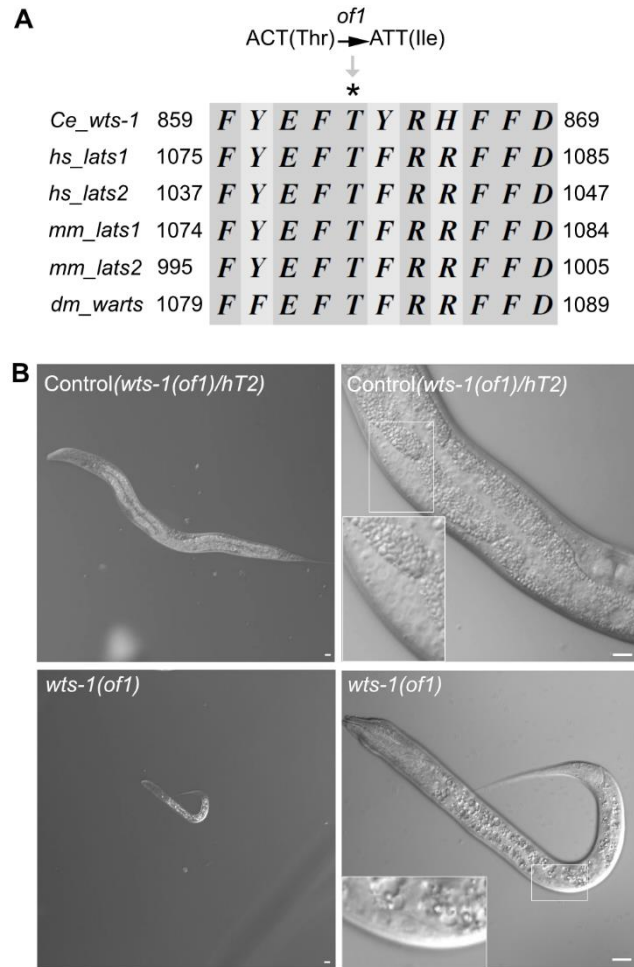 A
of1
ACT(Thr)→ATT(Ile)
*
Ce_wts-1 859 F Y E F T Y R H F F D 869
hs_lats1 1075 F Y E F T F R R F F D 1085
hs_lats2 1037 F Y E F T F R R F F D 1047
mm_lats1 1074 F Y E F T F R R F F D 1084
mm_lats2 995 F Y E F T F R R F F D 1005
dm_warts 1079 F F E F T F R R F F D 1089
B
Control(wts-1(of1)/hT2) Control(wts-1(of1)/hT2)
wts-1(of1) wts-1(of1)